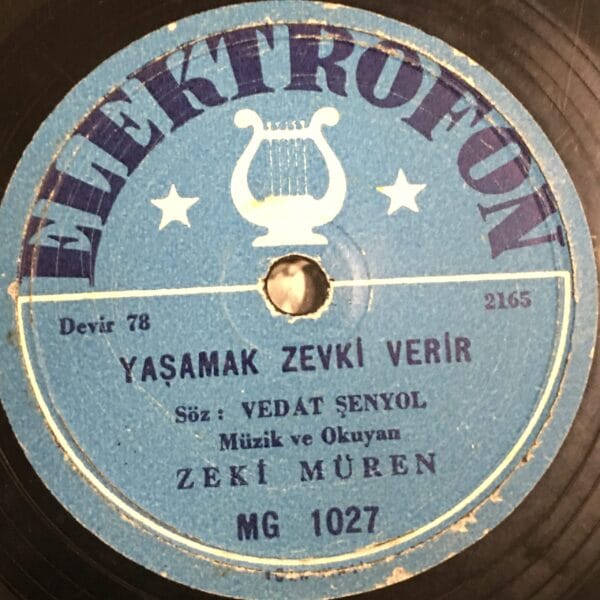 ELEKTROFON
Devir 78
2165
YAŞAMAK ZEVKİ VERİR
Söz : VEDAT ŞENYOL
Müzik ve Okuyan
ZEKİ MÜREN
MG 1027